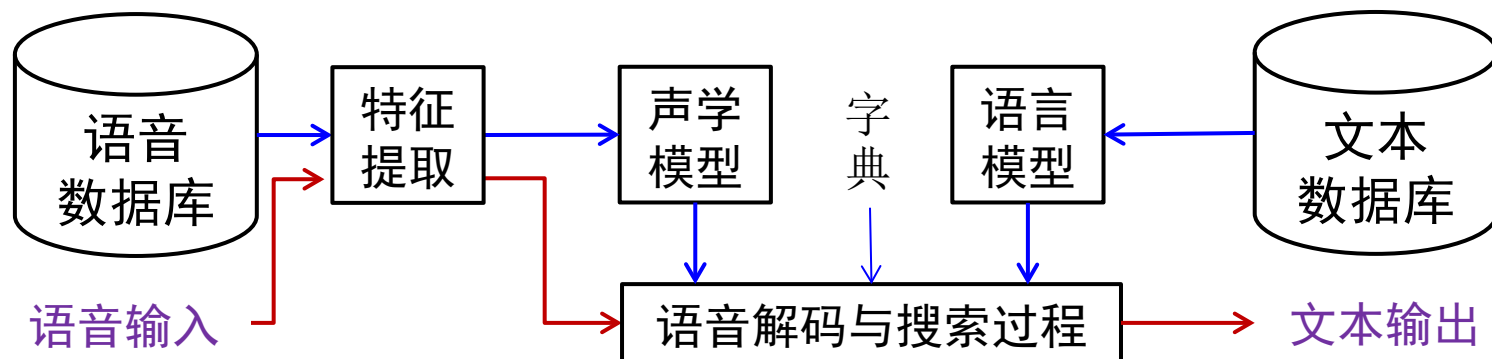 语音
数据库
特征
提取
声学
模型
字
典
语言
模型
文本
数据库
语音输入
语音解码与搜索过程
文本输出